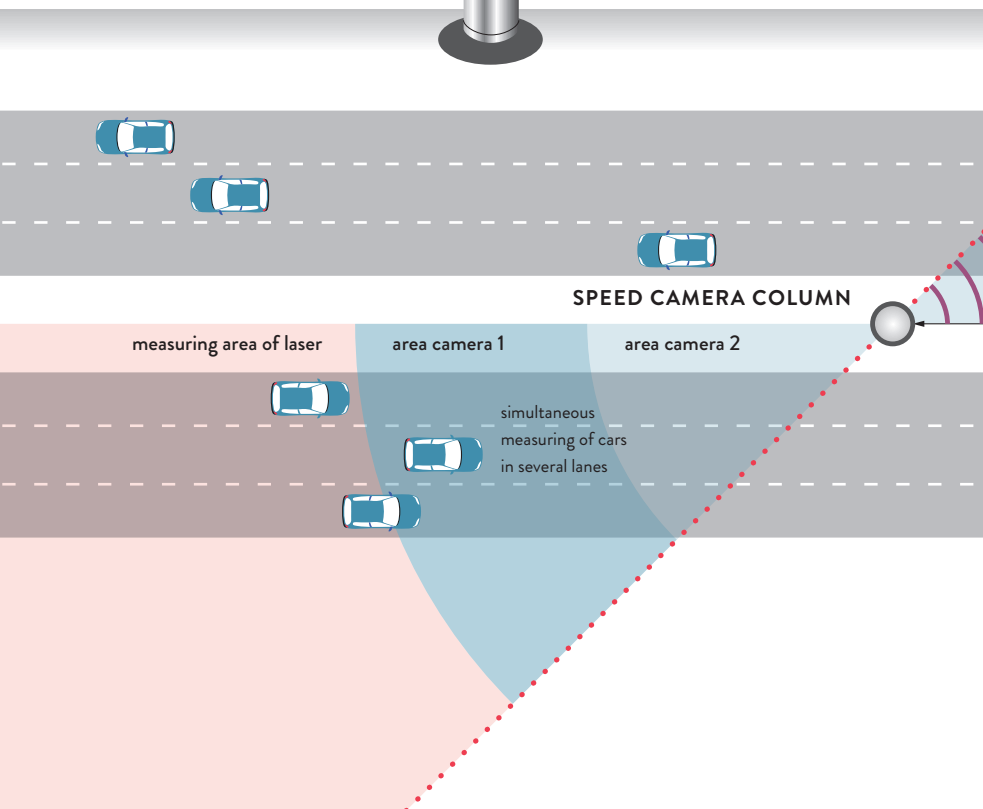 SPEED CAMERA COLUMN
measuring area of laser
area camera 1
area camera 2
simultaneous
measuring of cars
in several lanes